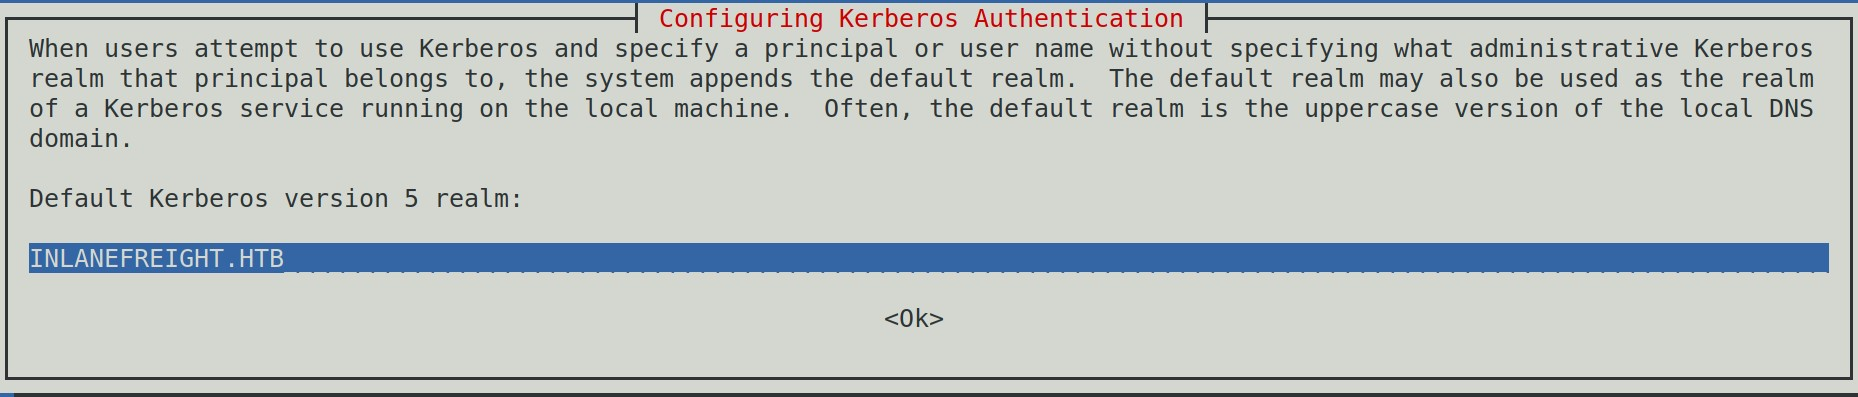 Configuring Kerberos Authentication
When users attempt to use Kerberos and specify a principal or user name without specifying what administrative Kerberos
realm that principal belongs to, the system appends the default realm.  The default realm may also be used as the realm
of a Kerberos service running on the local machine.  Often, the default realm is the uppercase version of the local DNS
domain.
Default Kerberos version 5 realm:
INLANEFREIGHT.HTB
<Ok>